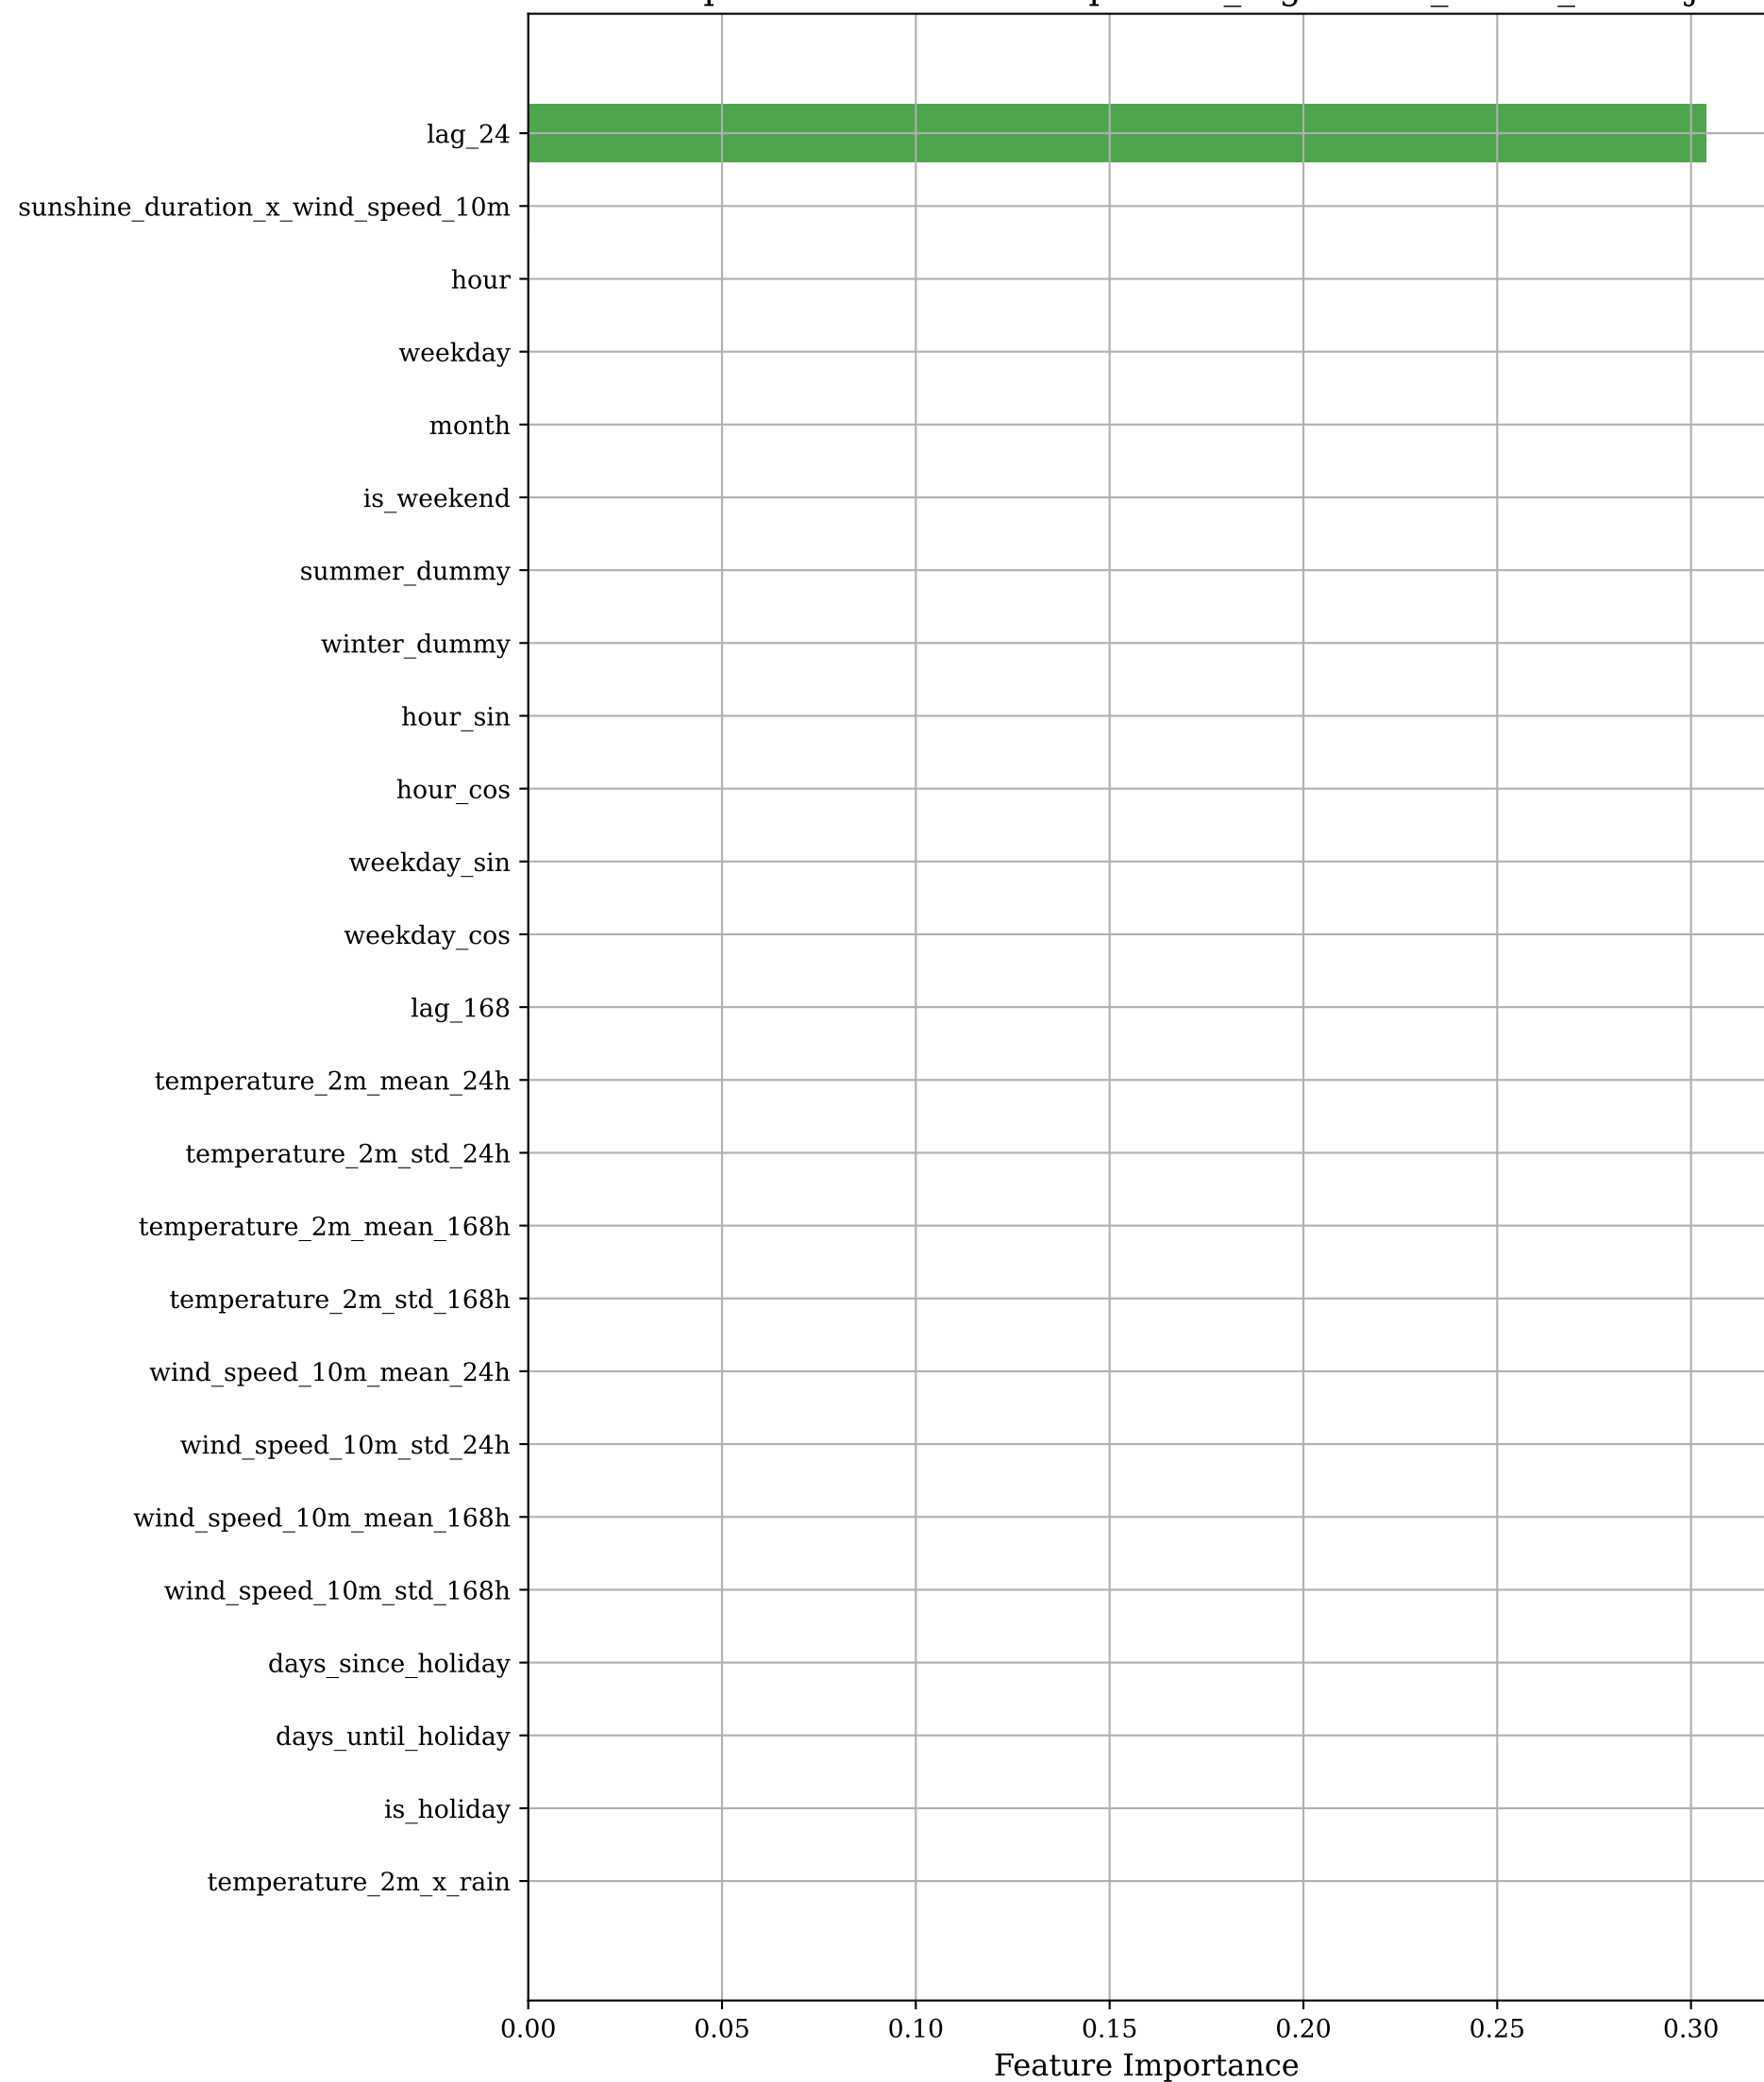 lag_24
sunshine_duration_x_wind_speed_10m
hour
weekday
month
is_weekend
summer_dummy
winter_dummy
hour_sin
hour_cos
weekday_sin
weekday_cos
lag_168
temperature_2m_mean_24h
temperature_2m_std_24h
temperature_2m_mean_168h
temperature_2m_std_168h
wind_speed_10m_mean_24h
wind_speed_10m_std_24h
wind_speed_10m_mean_168h
wind_speed_10m_std_168h
days_since_holiday
days_until_holiday
is_holiday
temperature_2m_x_rain
0.00 0.05 0.10 0.15 0.20 0.25 0.30
Feature Importance